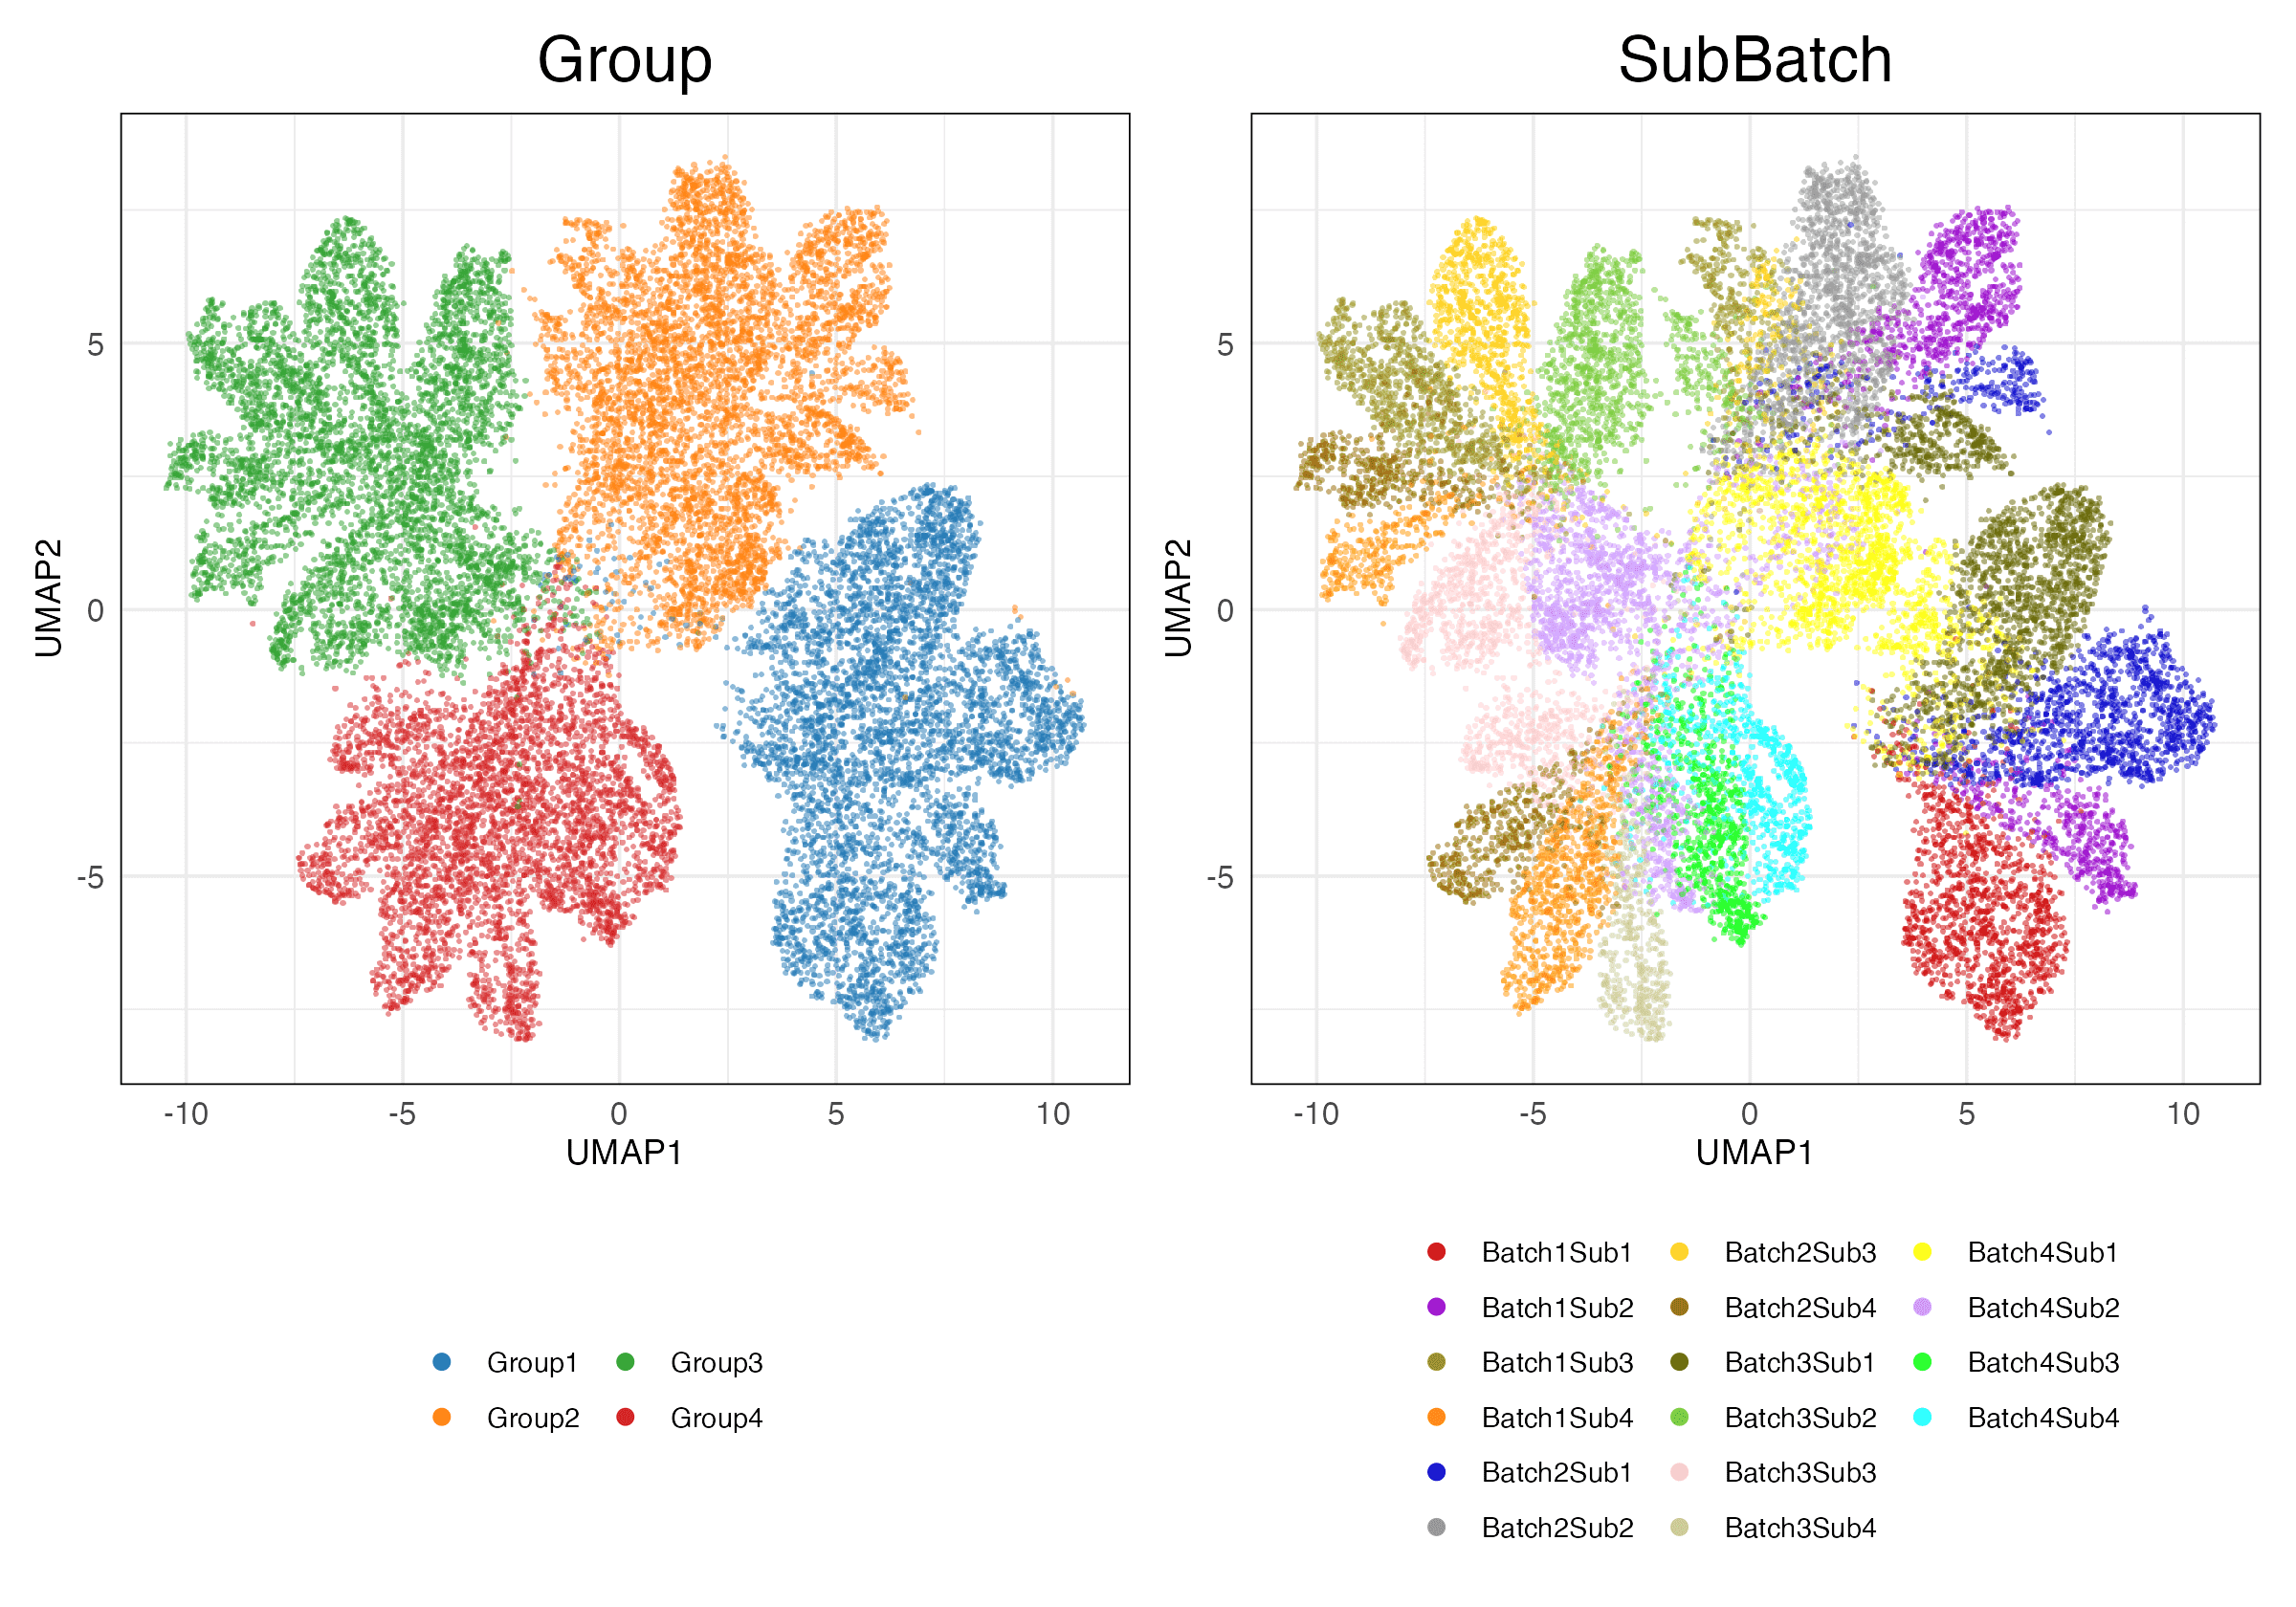 Group
SubBatch
UMAP2
5
0
-5
-10
-5
0
5
10
UMAP1
UMAP2
5
0
-5
-10
-5
0
5
10
UMAP1
Group1
Group3
Group2
Group4
Batch1Sub1
Batch2Sub3
Batch4Sub1
Batch1Sub2
Batch2Sub4
Batch4Sub2
Batch1Sub3
Batch3Sub1
Batch4Sub3
Batch1Sub4
Batch3Sub2
Batch4Sub4
Batch2Sub1
Batch3Sub3
Batch2Sub2
Batch3Sub4